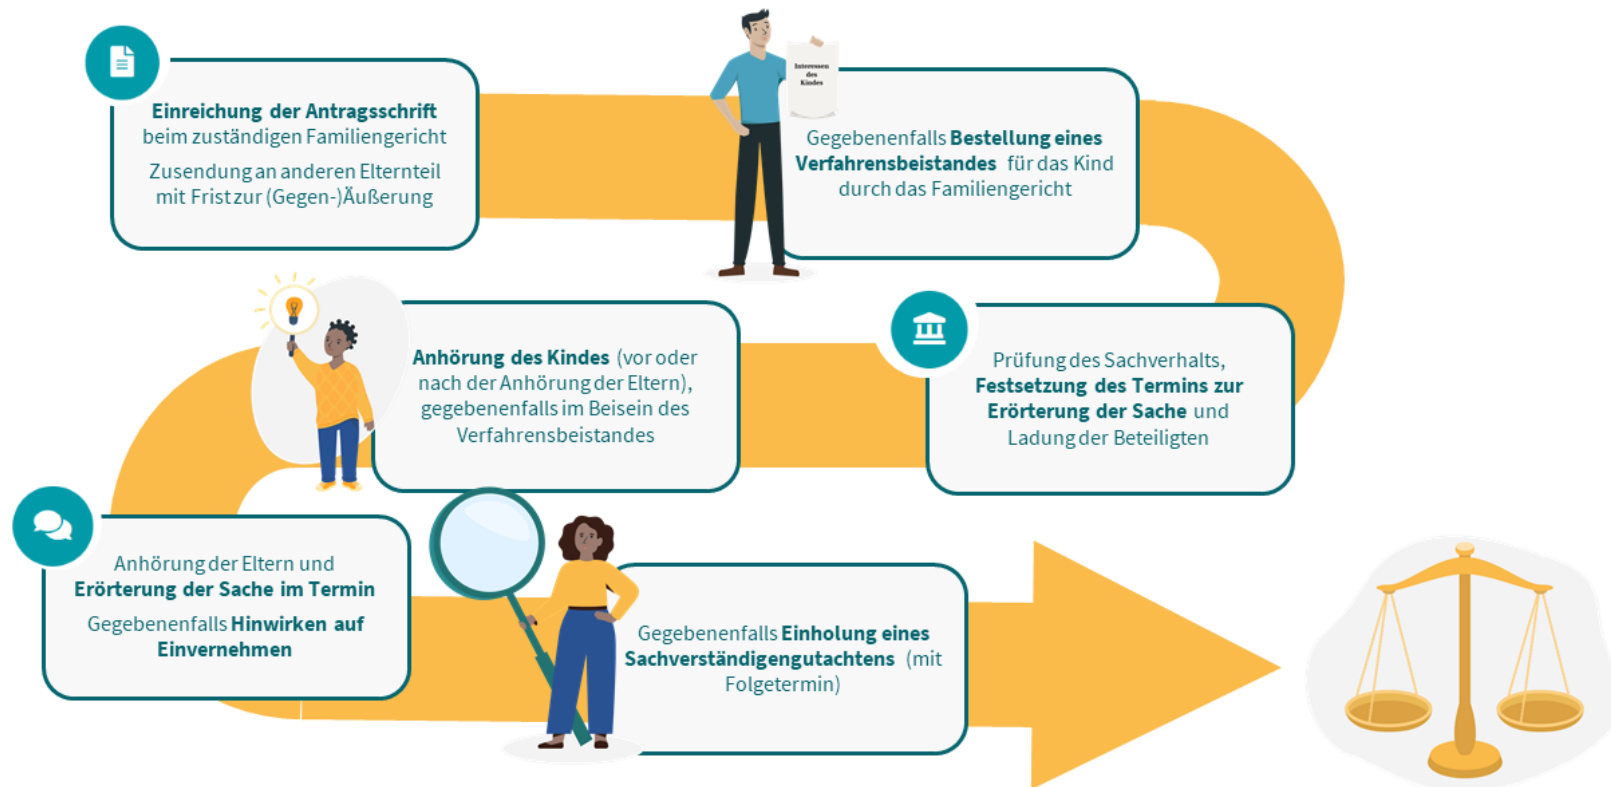 Einreichung der Antragsschrift
beim zuständigen Familiengericht
Zusendung an anderen Elternteil
mit Frist zur (Gegen-)Äußerung
Interessen
des
Kindes
Gegebenenfalls Bestellung eines
Verfahrensbeistandes für das Kind
durch das Familiengericht
Prüfung des Sachverhalts,
Festsetzung des Termins zur
Erörterung der Sache und
Ladung der Beteiligten
Anhörung des Kindes (vor oder
nach der Anhörung der Eltern),
gegebenenfalls im Beisein des
Verfahrensbeistandes
Anhörung der Eltern und
Erörterung der Sache im Termin
Gegebenenfalls Hinwirken auf
Einvernehmen
Gegebenenfalls Einholung eines
Sachverständigengutachtens (mit
Folgetermin)